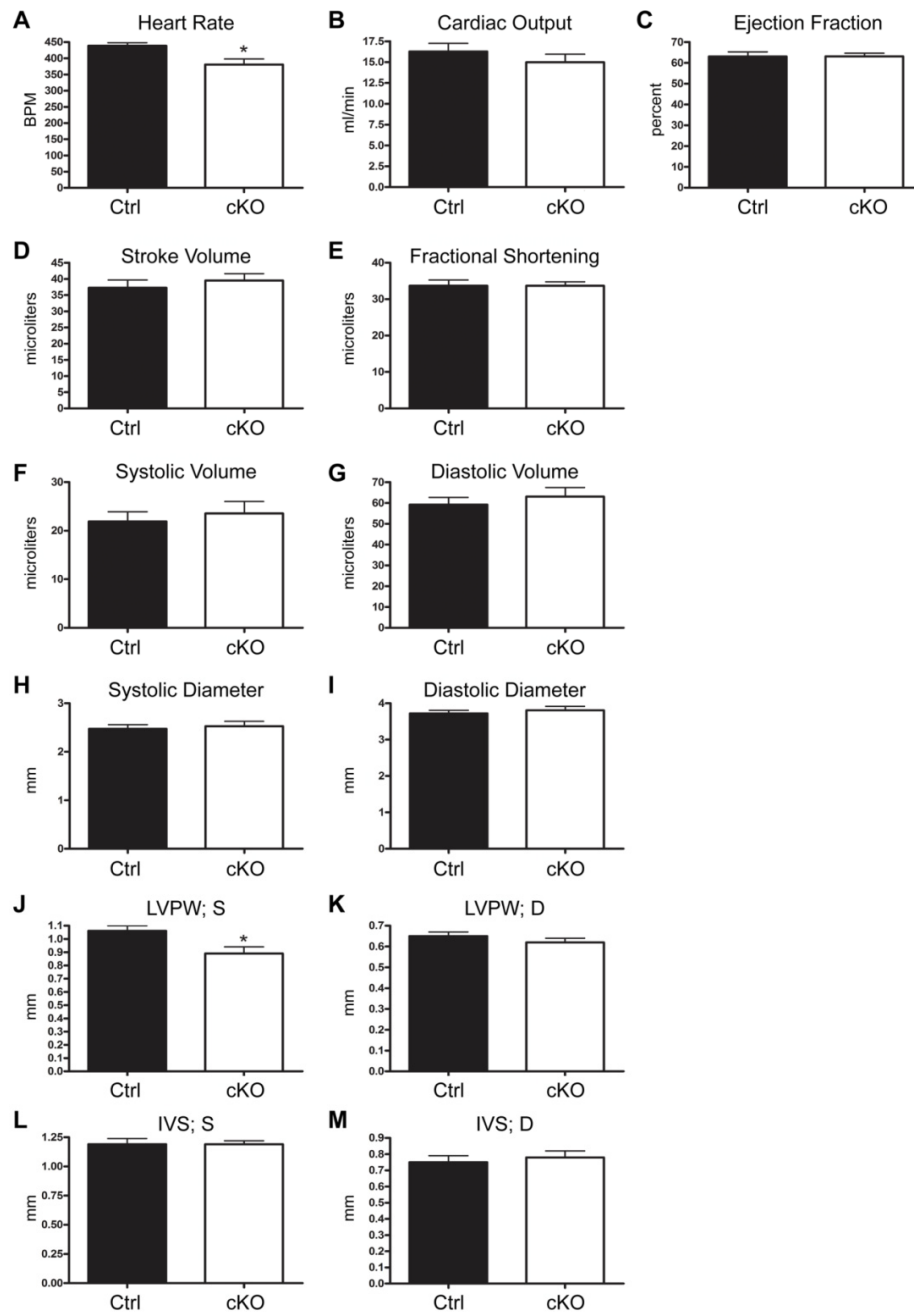 A Heart Rate
BPM
450
400
350
300
250
200
150
100
50
0
*
Ctrl cKO
B Cardiac Output
ml/min
17.5
15.0
12.5
10.0
7.5
5.0
2.5
0.0
Ctrl cKO
C Ejection Fraction
percent
70
60
50
40
30
20
10
0
Ctrl cKO
D Stroke Volume
microliters
45
40
35
30
25
20
15
10
5
0
Ctrl cKO
E Fractional Shortening
microliters
40
30
20
10
0
Ctrl cKO
F Systolic Volume
microliters
30
20
10
0
Ctrl cKO
G Diastolic Volume
microliters
70
60
50
40
30
20
10
0
Ctrl cKO
H Systolic Diameter
mm
3
2
1
0
Ctrl cKO
I Diastolic Diameter
mm
4
3
2
1
0
Ctrl cKO
J LVPW; S
mm
1.1
1.0
0.9
0.8
0.7
0.6
0.5
0.4
0.3
0.2
0.1
0.0
*
Ctrl cKO
K LVPW; D
mm
0.7
0.6
0.5
0.4
0.3
0.2
0.1
0.0
Ctrl cKO
L IVS; S
mm
1.25
1.00
0.75
0.50
0.25
0.00
Ctrl cKO
M IVS; D
mm
0.9
0.8
0.7
0.6
0.5
0.4
0.3
0.2
0.1
0.0
Ctrl cKO